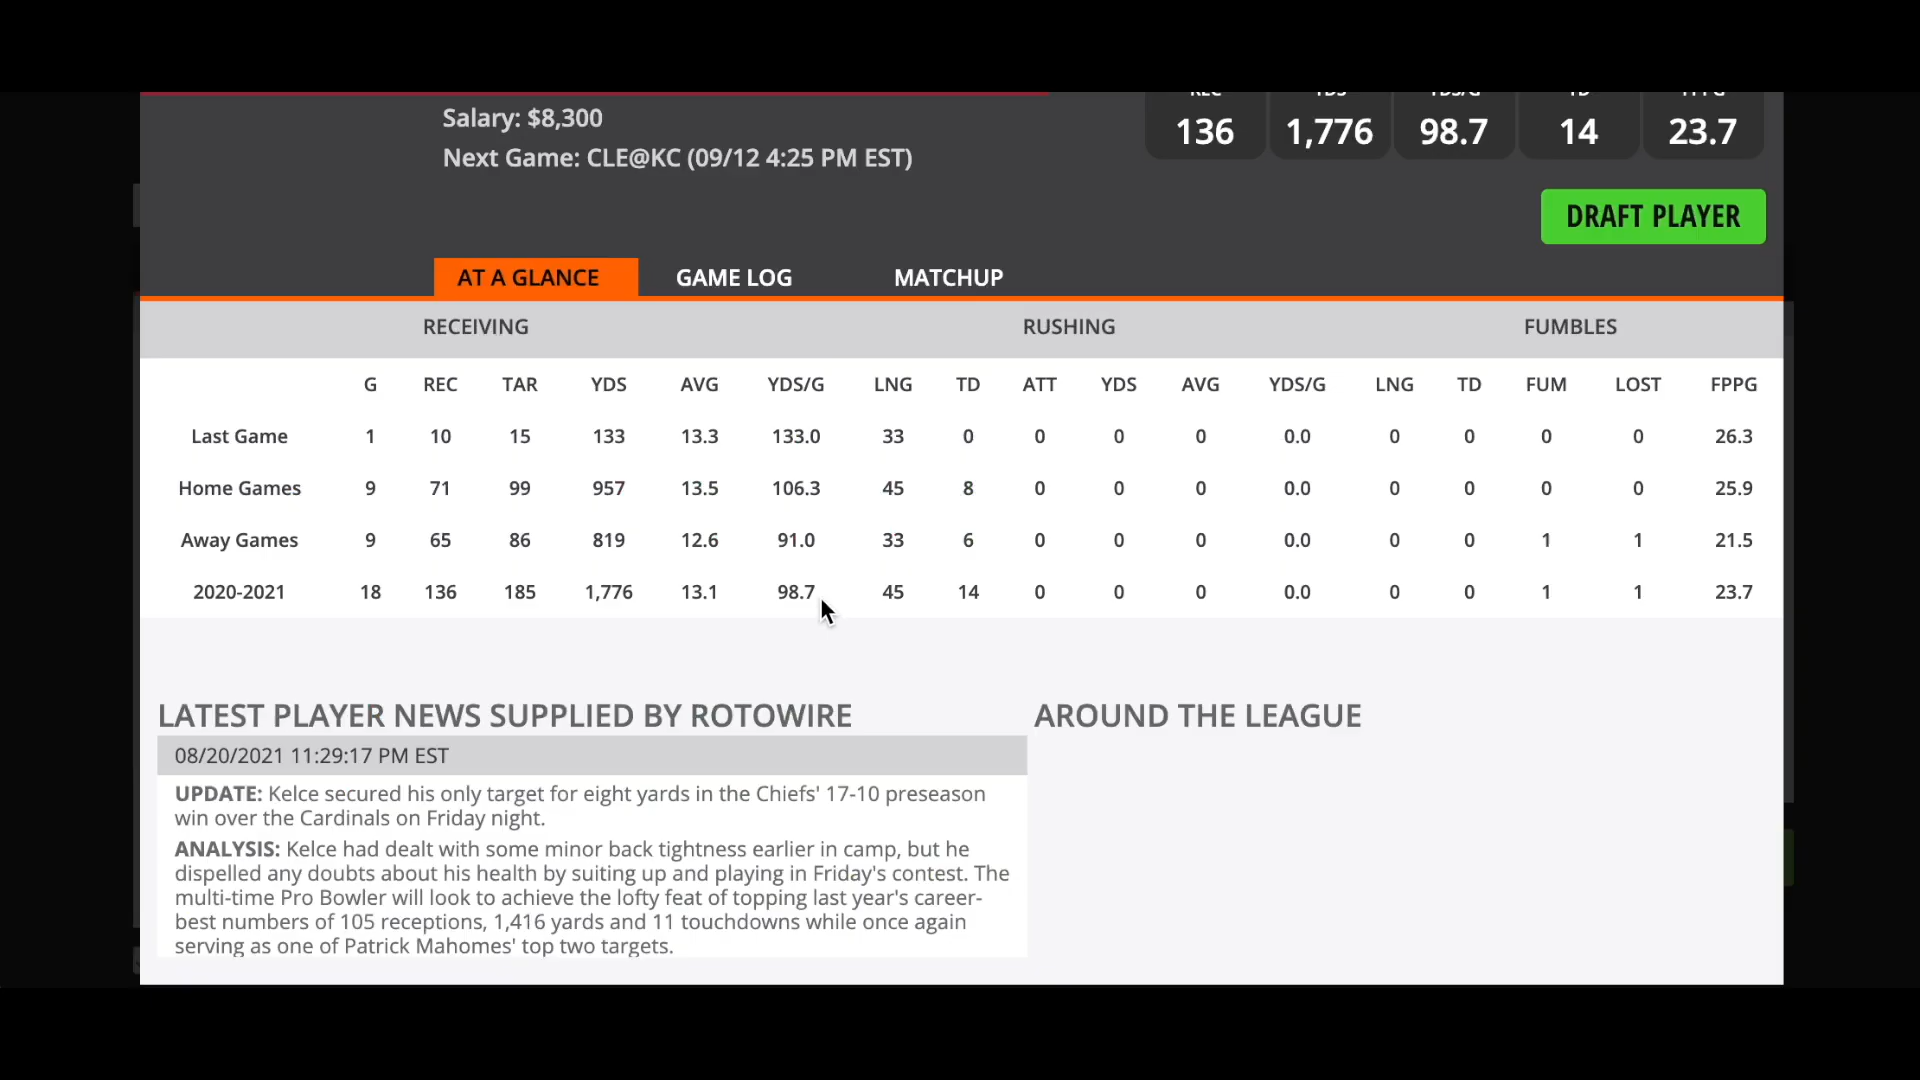 REC YDS YDS/G TD FPPG
Salary: $8,300
136 1,776 98.7 14 23.7
Next Game: CLE@KC (09/12 4:25 PM EST)
DRAFT PLAYER
AT A GLANCE GAME LOG MATCHUP
RECEIVING RUSHING FUMBLES
G REC TAR YDS AVG YDS/G LNG TD ATT YDS AVG YDS/G LNG TD FUM LOST FPPG
Last Game 1 10 15 133 13.3 133.0 33 0 0 0 0 0.0 0 0 0 0 26.3
Home Games 9 71 99 957 13.5 106.3 45 8 0 0 0 0.0 0 0 0 0 25.9
Away Games 9 65 86 819 12.6 91.0 33 6 0 0 0 0.0 0 0 1 1 21.5
2020-2021 18 136 185 1,776 13.1 98.7 45 14 0 0 0 0.0 0 0 1 1 23.7
LATEST PLAYER NEWS SUPPLIED BY ROTOWIRE
08/20/2021 11:29:17 PM EST
UPDATE: Kelce secured his only target for eight yards in the Chiefs' 17-10 preseason
win over the Cardinals on Friday night.
ANALYSIS: Kelce had dealt with some minor back tightness earlier in camp, but he
dispelled any doubts about his health by suiting up and playing in Friday's contest. The
multi-time Pro Bowler will look to achieve the lofty feat of topping last year's career-
best numbers of 105 receptions, 1,416 yards and 11 touchdowns while once again
serving as one of Patrick Mahomes' top two targets.
AROUND THE LEAGUE